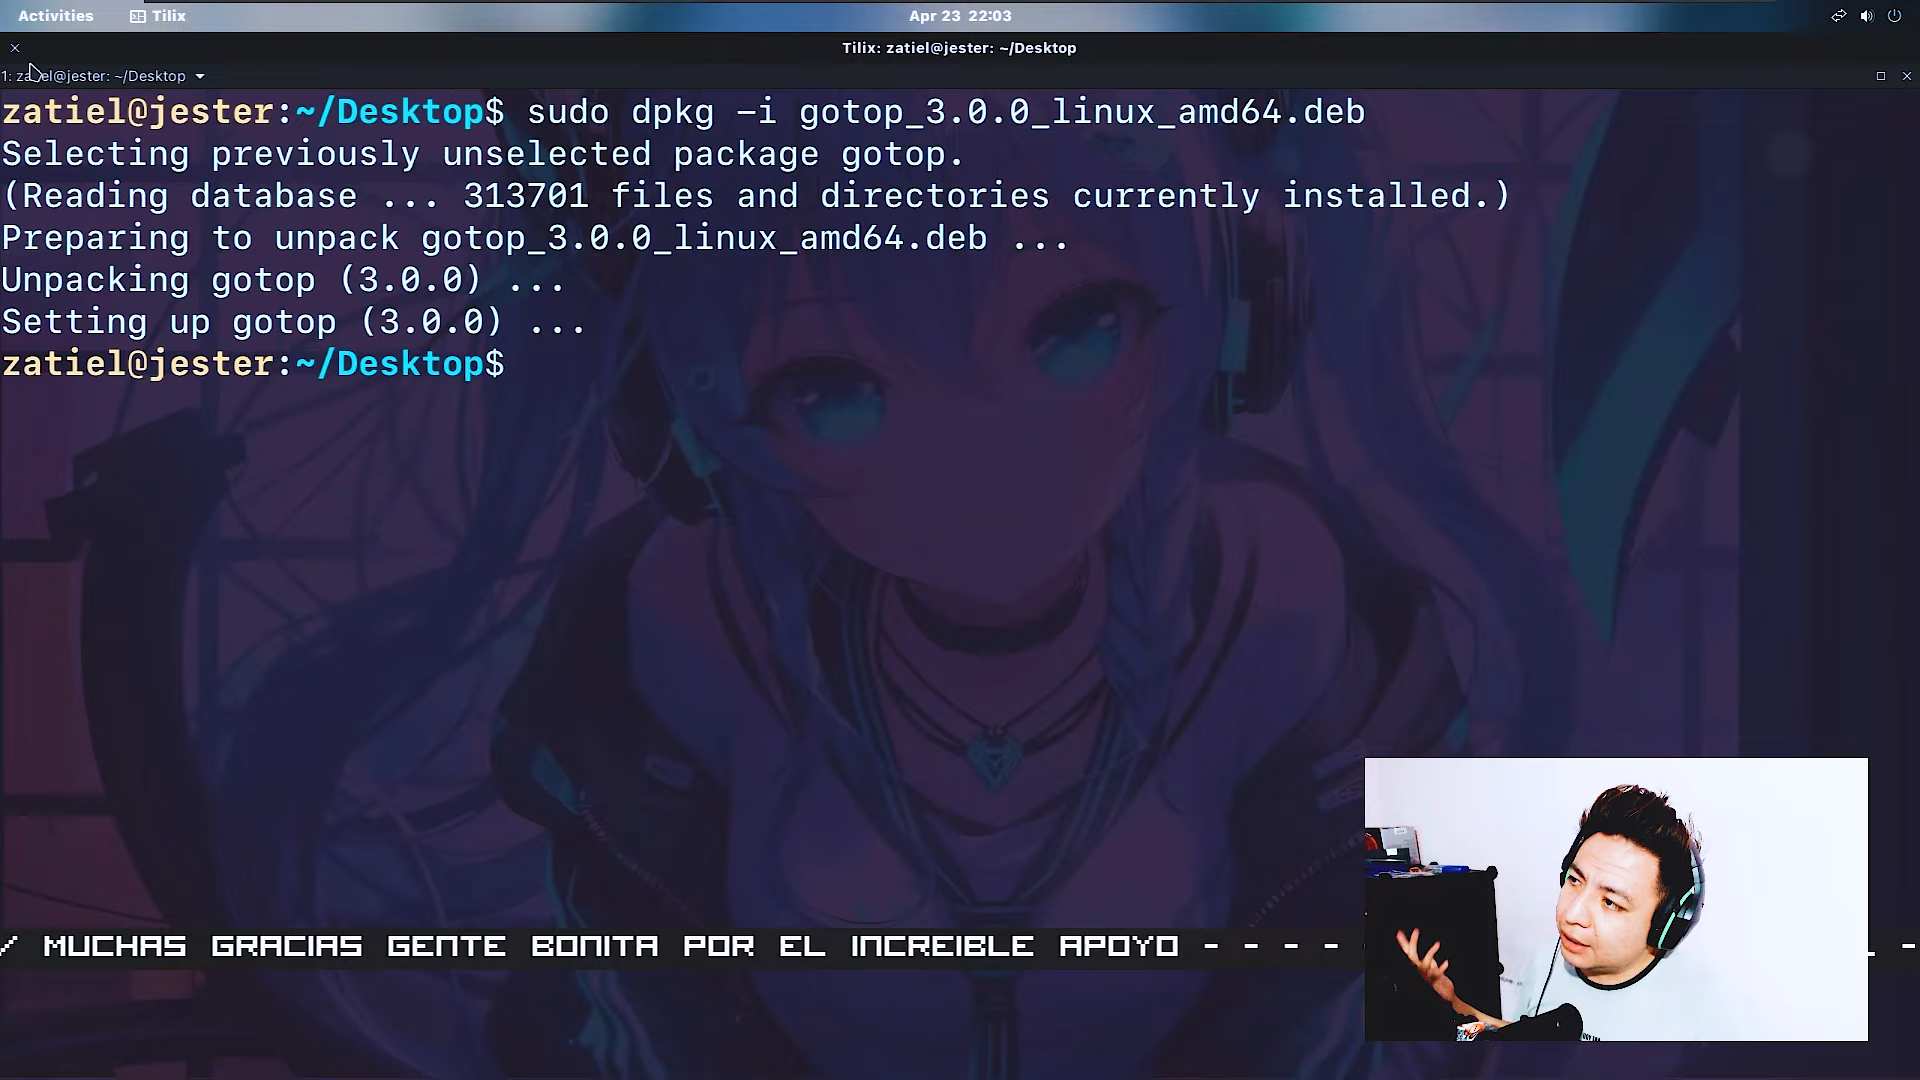 Activities Tilix Apr 23 22:03
Tilix: zatiel@jester: ~/Desktop
1: zatiel@jester: ~/Desktop
zatiel@jester:~/Desktop$ sudo dpkg -i gotop_3.0.0_linux_amd64.deb
Selecting previously unselected package gotop.
(Reading database ... 313701 files and directories currently installed.)
Preparing to unpack gotop_3.0.0_linux_amd64.deb ...
Unpacking gotop (3.0.0) ...
Setting up gotop (3.0.0) ...
zatiel@jester:~/Desktop$
/ MUCHAS GRACIAS GENTE BONITA POR EL INCREIBLE APOYO - - - -